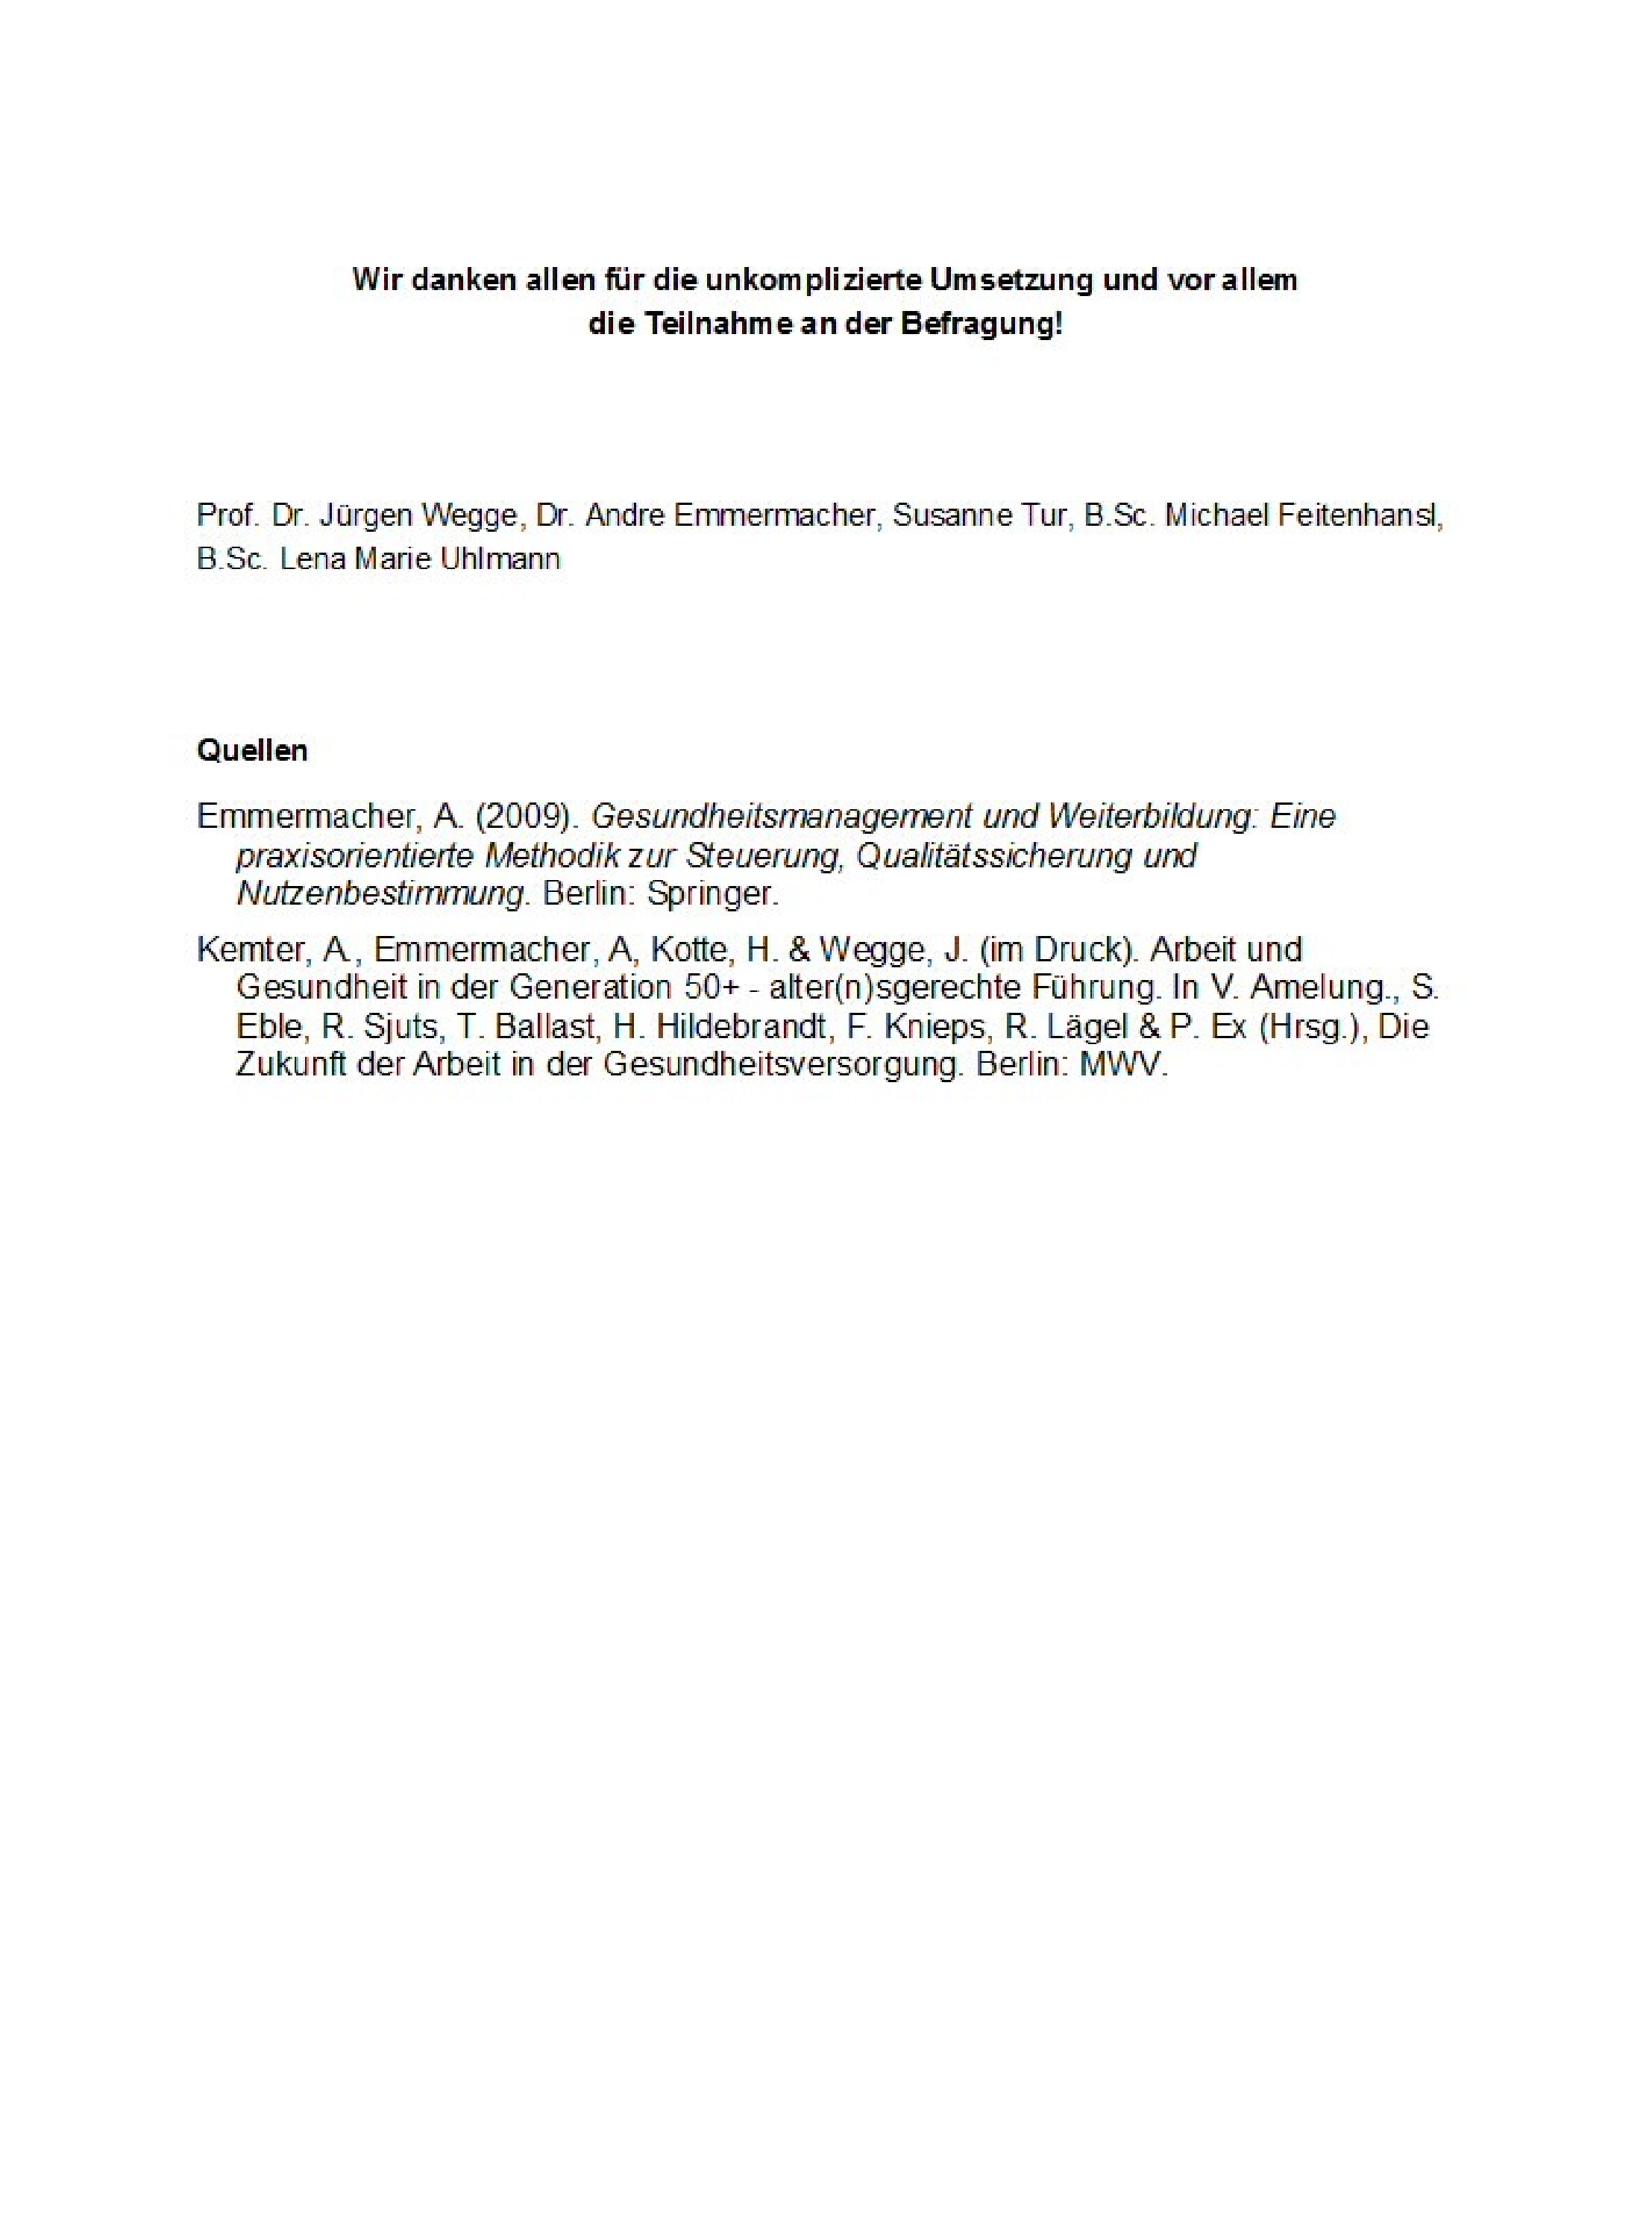 Wir danken allen für die unkomplizierte Umsetzung und vor allem
die Teilnahme an der Befragung!
Prof. Dr. Jürgen Wegge, Dr. Andre Emmermacher, Susanne Tur, B.Sc. Michael Feitenhansl,
B.Sc. Lena Marie Uhlmann
Quellen
Emmermacher, A. (2009). Gesundheitsmanagement und Weiterbildung: Eine
praxisorientierte Methodik zur Steuerung, Qualitätssicherung und
Nutzenbestimmung. Berlin: Springer.
Kemter, A., Emmermacher, A, Kotte, H. & Wegge, J. (im Druck). Arbeit und
Gesundheit in der Generation 50+ - alter(n)sgerechte Führung. In V. Amelung., S.
Eble, R. Sjuts, T. Ballast, H. Hildebrandt, F. Knieps, R. Lägel & P. Ex (Hrsg.), Die
Zukunft der Arbeit in der Gesundheitsversorgung. Berlin: MWV.